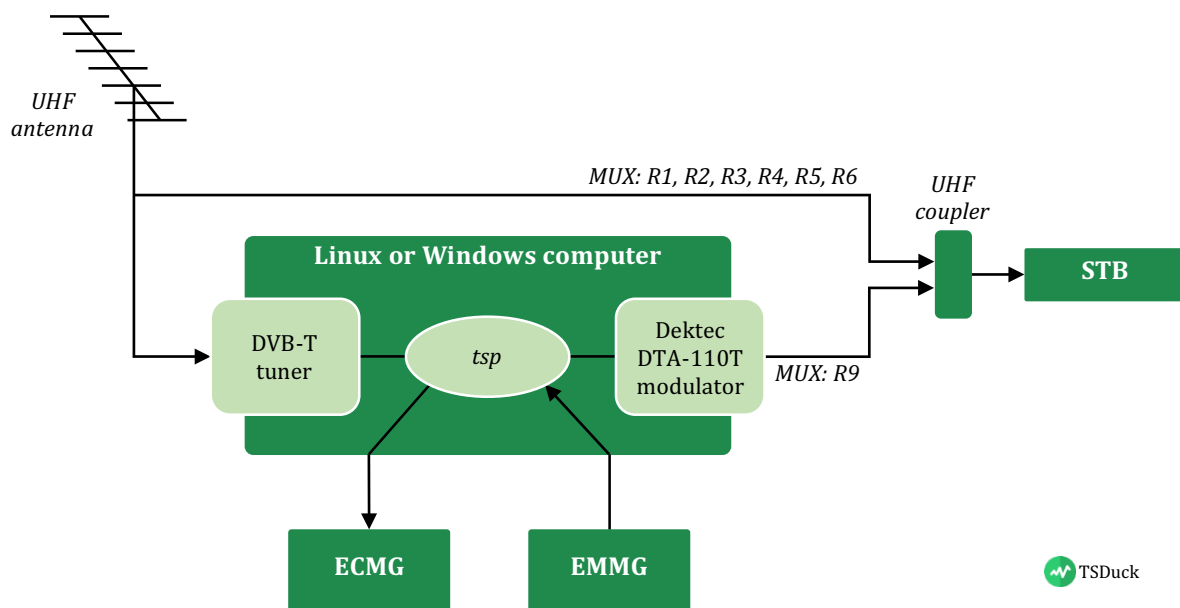 UHF
antenna
MUX: R1, R2, R3, R4, R5, R6
UHF
coupler
Linux or Windows computer
STB
DVB-T
tuner
tsp
Dektec
DTA-110T
modulator
MUX: R9
ECMG
EMMG
TSDuck